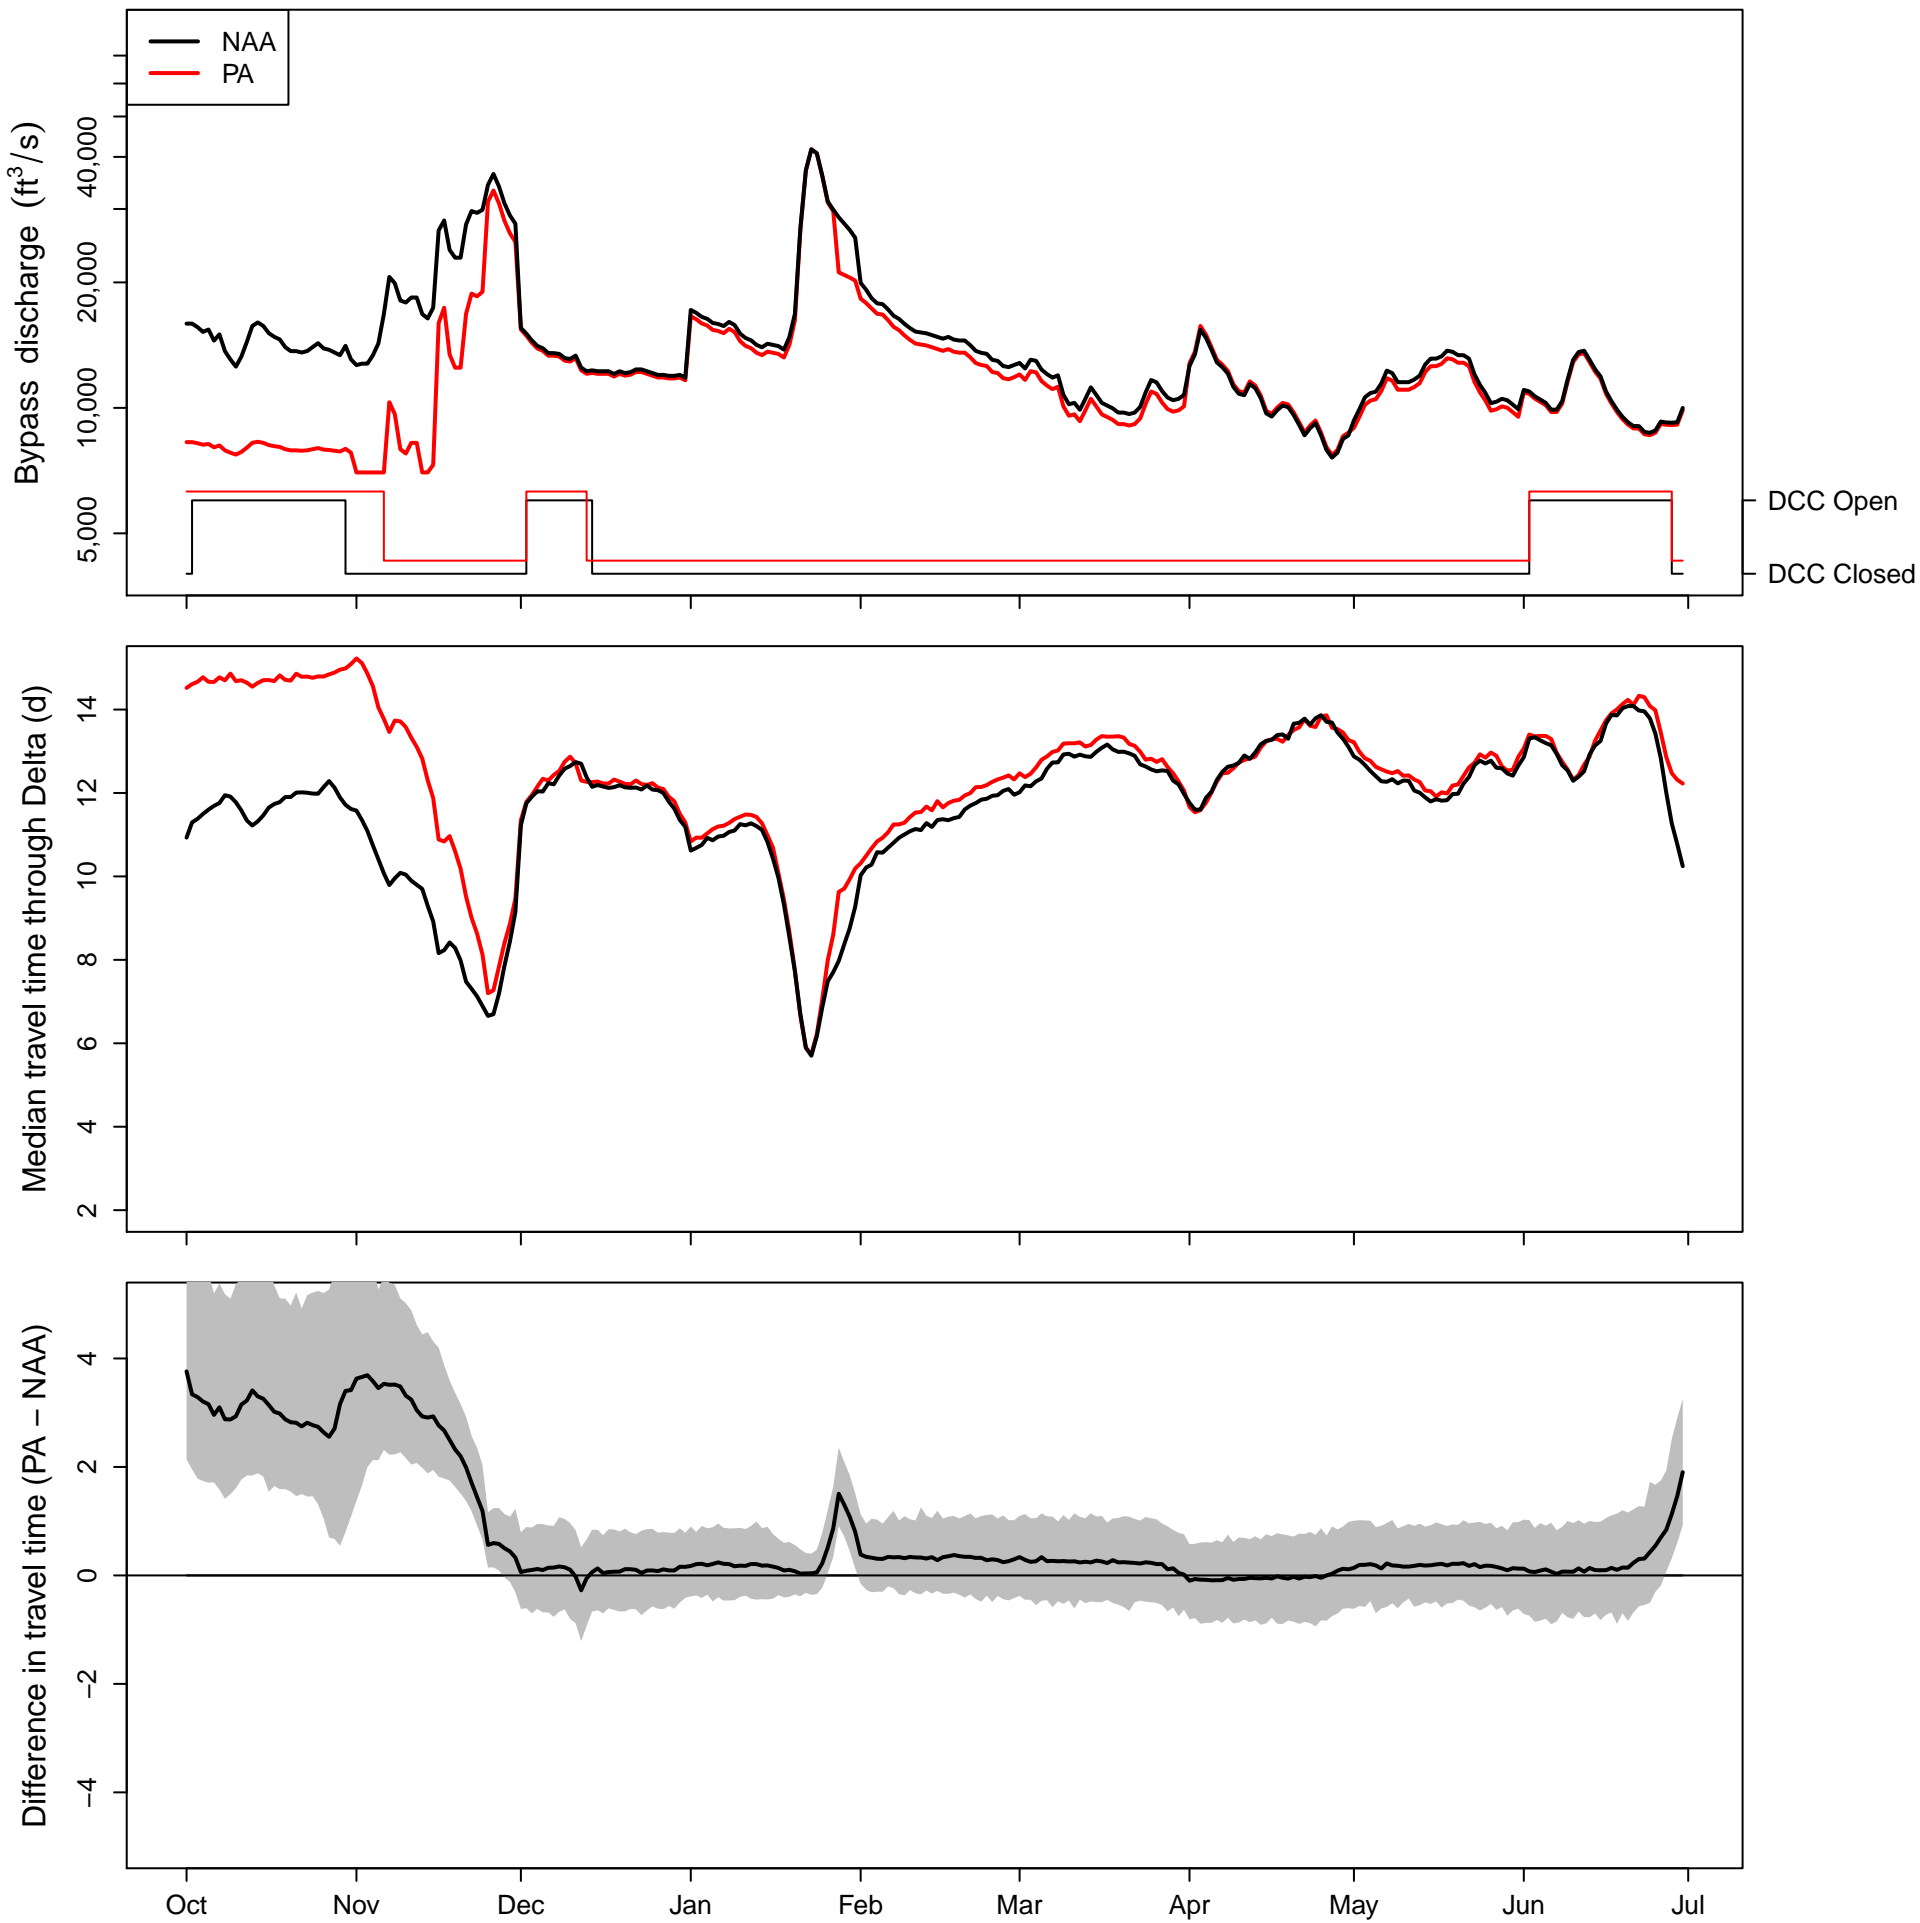 NAA
PA
Bypass discharge (ft³/s)
40,000
20,000
10,000
5,000
DCC Open
DCC Closed
Median travel time through Delta (d)
14
12
10
8
6
4
2
Difference in travel time (PA − NAA)
4
2
0
−2
−4
Oct Nov Dec Jan Feb Mar Apr May Jun Jul